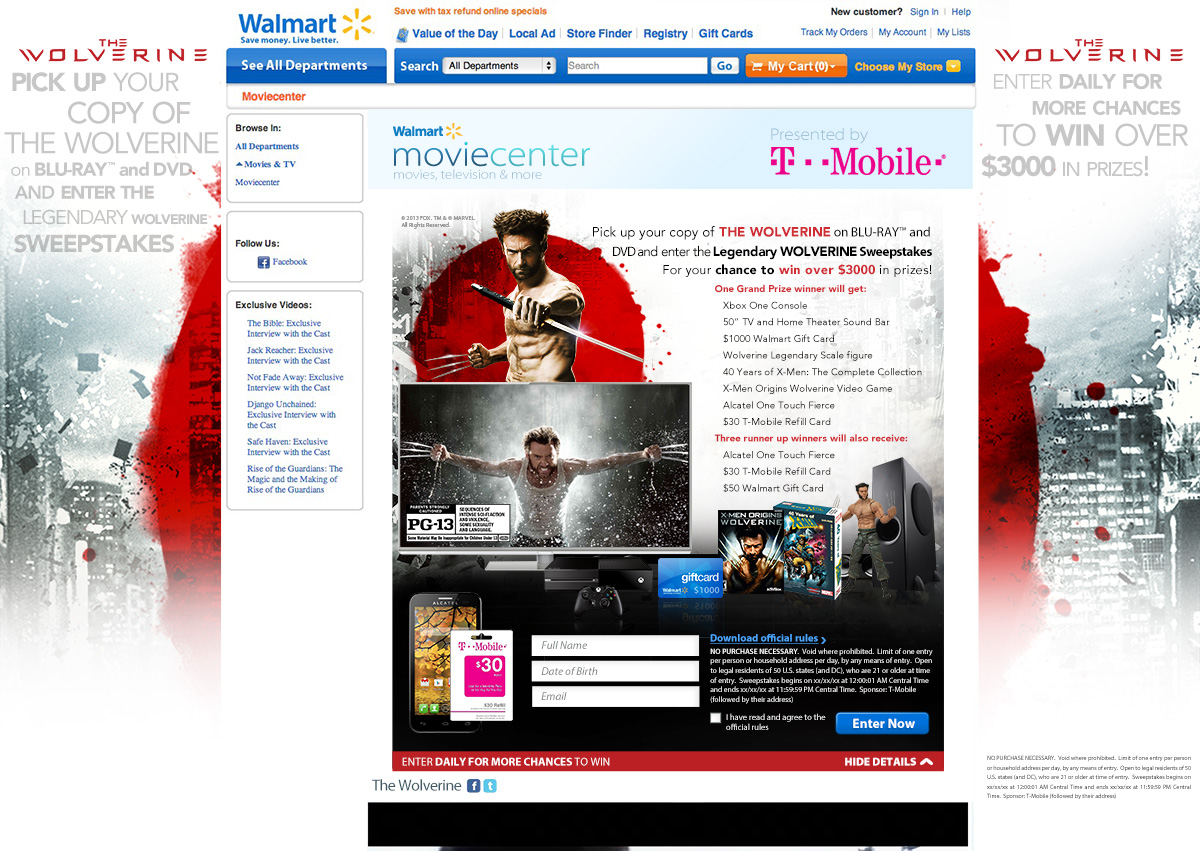 THE
WOLVERINE
PICK UP YOUR
COPY OF
THE WOLVERINE
on BLU-RAY™ and DVD
AND ENTER THE
LEGENDARY WOLVERINE
SWEEPSTAKES
Walmart
Save money. Live better.
Save with tax refund online specials
New customer? Sign In | Help
Value of the Day | Local Ad | Store Finder | Registry | Gift Cards
Track My Orders | My Account | My Lists
See All Departments
Search All Departments Search Go My Cart (0) Choose My Store
Moviecenter
Browse In:
All Departments
Movies & TV
Moviecenter
Follow Us:
Facebook
Exclusive Videos:
The Bible: Exclusive
Interview with the Cast
Jack Reacher: Exclusive
Interview with the Cast
Not Fade Away: Exclusive
Interview with the Cast
Django Unchained:
Exclusive Interview with
the Cast
Safe Haven: Exclusive
Interview with the Cast
Rise of the Guardians: The
Magic and the Making of
Rise of the Guardians
Walmart
moviecenter
movies, television & more
Presented by
T··Mobile·®
© 2013 FOX. TM & © MARVEL.
All Rights Reserved.
Pick up your copy of THE WOLVERINE on BLU-RAY™ and
DVD and enter the Legendary WOLVERINE Sweepstakes
For your chance to win over $3000 in prizes!
One Grand Prize winner will get:
Xbox One Console
50" TV and Home Theater Sound Bar
$1000 Walmart Gift Card
Wolverine Legendary Scale figure
40 Years of X-Men: The Complete Collection
X-Men Origins Wolverine Video Game
Alcatel One Touch Fierce
$30 T-Mobile Refill Card
Three runner up winners will also receive:
Alcatel One Touch Fierce
$30 T-Mobile Refill Card
$50 Walmart Gift Card
PARENTS STRONGLY CAUTIONED
PG-13
SEQUENCES OF
INTENSE SCI-FI ACTION
AND VIOLENCE,
SOME SEXUALITY
AND LANGUAGE.
Some Material May Be Inappropriate for Children Under 13
X-MEN ORIGINS
WOLVERINE
40 Years of
giftcard
Walmart $1000
ALCATEL
T··Mobile·
$30
$30 Refill
Full Name
Date of Birth
Email
Download official rules ›
NO PURCHASE NECESSARY. Void where prohibited. Limit of one entry
per person or household address per day, by any means of entry. Open
to legal residents of 50 U.S. states (and DC), who are 21 or older at time
of entry. Sweepstakes begins on xx/xx/xx at 12:00:01 AM Central Time
and ends xx/xx/xx at 11:59:59 PM Central Time. Sponsor: T-Mobile
(followed by their address)
I have read and agree to the
official rules
Enter Now
ENTER DAILY FOR MORE CHANCES TO WIN
HIDE DETAILS
The Wolverine
THE
WOLVERINE
ENTER DAILY FOR
MORE CHANCES
TO WIN OVER
$3000 IN PRIZES!
NO PURCHASE NECESSARY. Void where prohibited. Limit of one entry per person
or household address per day, by any means of entry. Open to legal residents of 50
U.S. states (and DC), who are 21 or older at time of entry. Sweepstakes begins on
xx/xx/xx at 12:00:01 AM Central Time and ends xx/xx/xx at 11:59:59 PM Central
Time. Sponsor: T-Mobile (followed by their address)